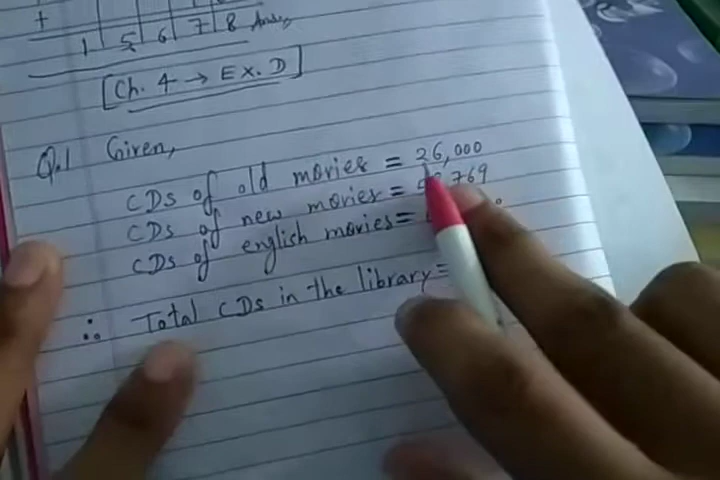 +
1 5 6 7 8 Ans,
[Ch. 4 → Ex. D]
Q.1 Given,
CDs of old movies = 26,000
CDs of new movies = 769
CDs of english movies =
∴ Total CDs in the library =